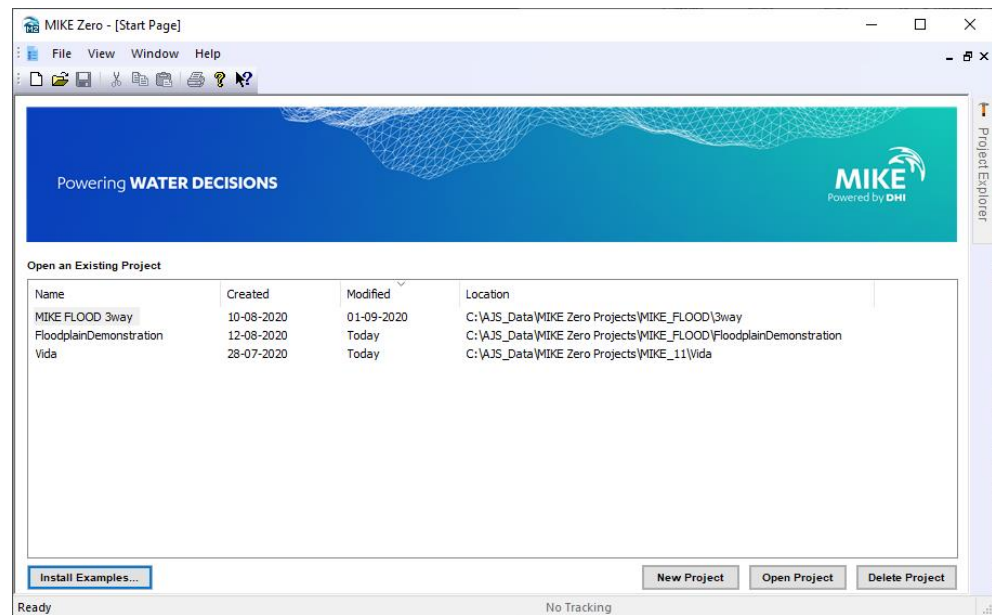 MIKE Zero - [Start Page]
File View Window Help
Project Explorer
Powering WATER DECISIONS
MIKE
Powered by DHI
Open an Existing Project
Name Created Modified Location
MIKE FLOOD 3way 10-08-2020 01-09-2020 C:\AJS_Data\MIKE Zero Projects\MIKE_FLOOD\3way
FloodplainDemonstration 12-08-2020 Today C:\AJS_Data\MIKE Zero Projects\MIKE_FLOOD\FloodplainDemonstration
Vida 28-07-2020 Today C:\AJS_Data\MIKE Zero Projects\MIKE_11\Vida
Install Examples... New Project Open Project Delete Project
Ready No Tracking